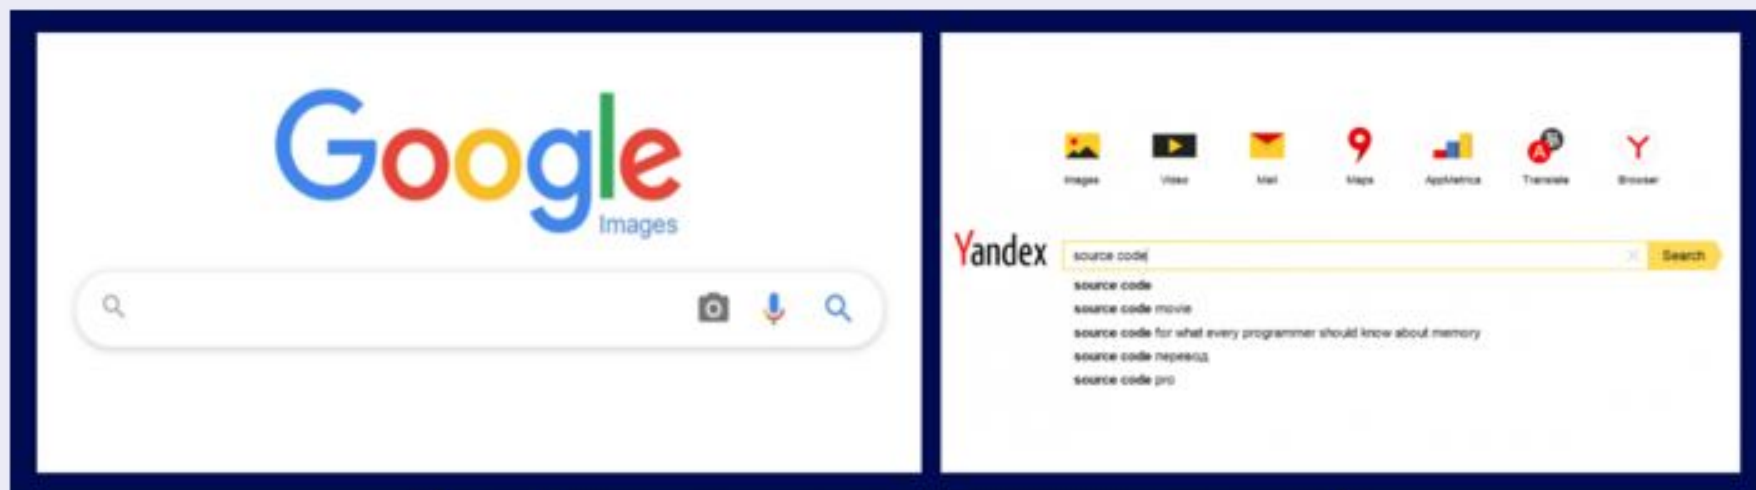 Google
Images
Images Video Mail Maps AppMetrica Translate Browser
Yandex source code Search
source code
source code movie
source code for what every programmer should know about memory
source code перевод
source code pro